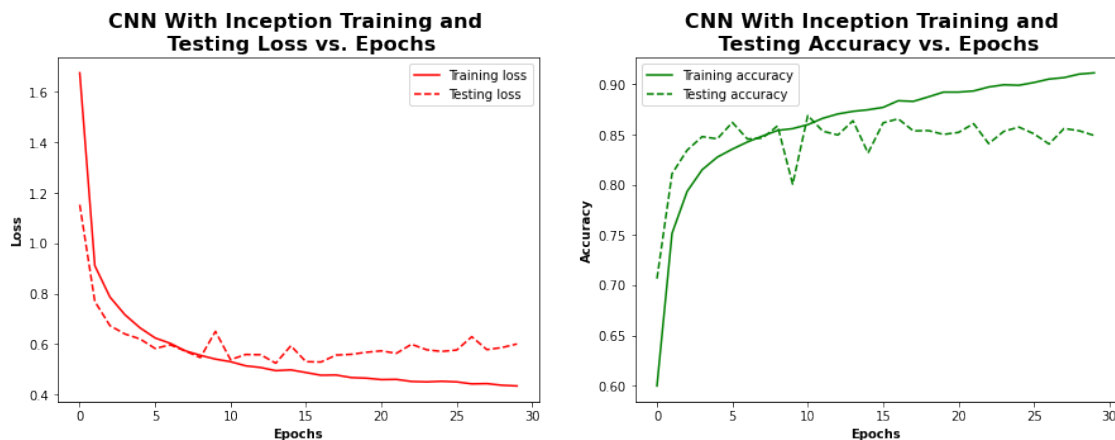 CNN With Inception Training and
Testing Loss vs. Epochs
Training loss
Testing loss
1.6
1.4
1.2
1.0
0.8
0.6
0.4
Loss
0 5 10 15 20 25 30
Epochs
CNN With Inception Training and
Testing Accuracy vs. Epochs
Training accuracy
Testing accuracy
0.90
0.85
0.80
0.75
0.70
0.65
0.60
Accuracy
0 5 10 15 20 25 30
Epochs